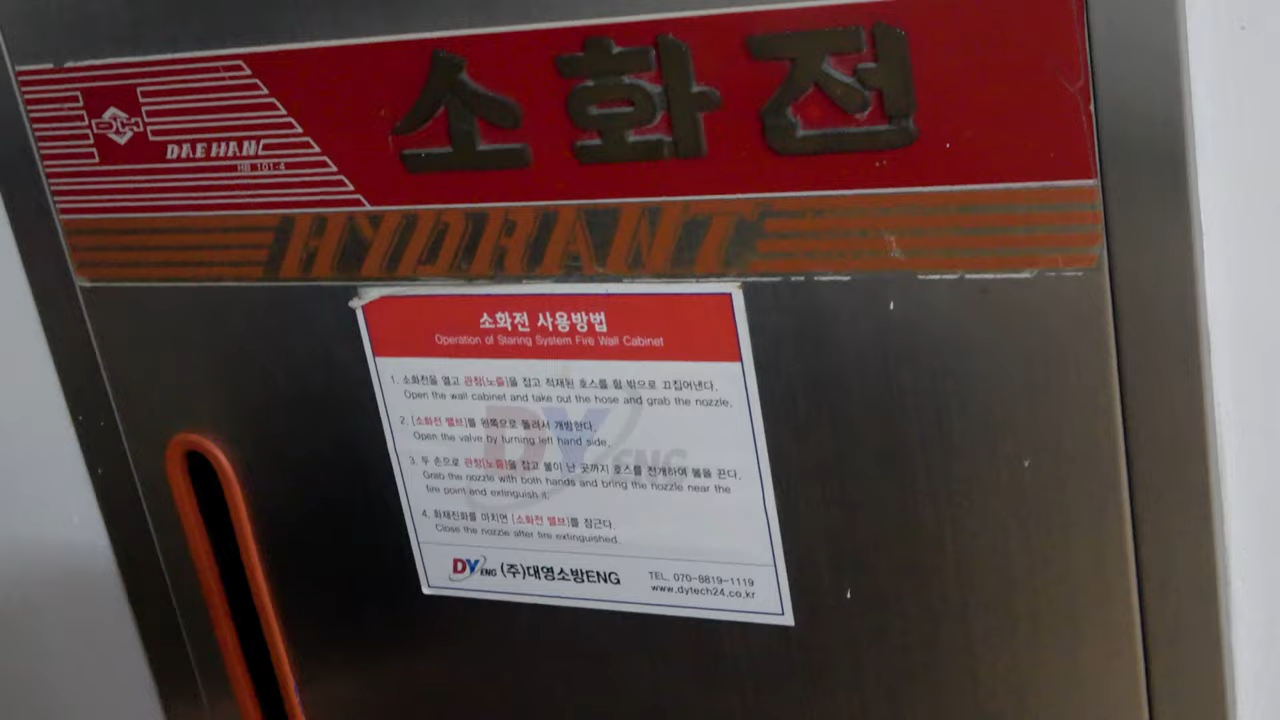 소화전
DH
DAE HAN
HB 101-4
HYDRANT
소화전 사용방법
Operation of Staring System Fire Wall Cabinet
1. 소화전을 열고 관창[노즐]을 잡고 적재된 호스를 함 밖으로 끄집어낸다.
Open the wall cabinet and take out the hose and grab the nozzle.
2. [소화전 밸브]를 왼쪽으로 돌려서 개방한다.
Open the valve by turning left hand side.
3. 두 손으로 관창[노즐]을 잡고 불이 난 곳까지 호스를 전개하여 불을 끈다.
Grab the nozzle with both hands and bring the nozzle near the
fire point and extinguish it.
4. 화재진화를 마치면 [소화전 밸브]를 잠근다.
Close the nozzle after fire extinguished.
DY ENG
DY ENG (주)대영소방ENG
TEL. 070-8819-1119
www.dytech24.co.kr